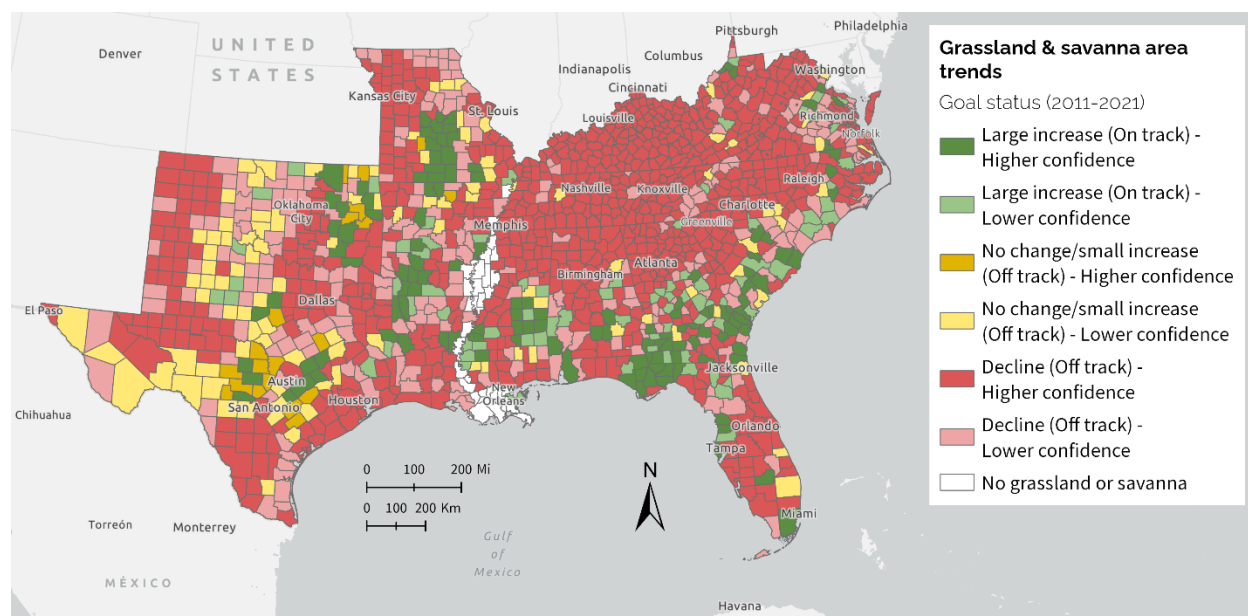 Denver
UNITED
STATES
Kansas City
St. Louis
Indianapolis
Columbus
Pittsburgh
Philadelphia
Cincinnati
Washington
Louisville
Richmond
Norfolk
Oklahoma
City
Nashville
Knoxville
Raleigh
Charlotte
Greenville
Memphis
Atlanta
Birmingham
Dallas
El Paso
Austin
San Antonio
Houston
New
Orleans
Jacksonville
Orlando
Tampa
Miami
Chihuahua
Torreón
Monterrey
MÉXICO
Gulf
of
Mexico
Havana
0 100 200 Mi
0 100 200 Km
N
Grassland & savanna area
trends
Goal status (2011-2021)
Large increase (On track) -
Higher confidence
Large increase (On track) -
Lower confidence
No change/small increase
(Off track) - Higher confidence
No change/small increase
(Off track) - Lower confidence
Decline (Off track) -
Higher confidence
Decline (Off track) -
Lower confidence
No grassland or savanna